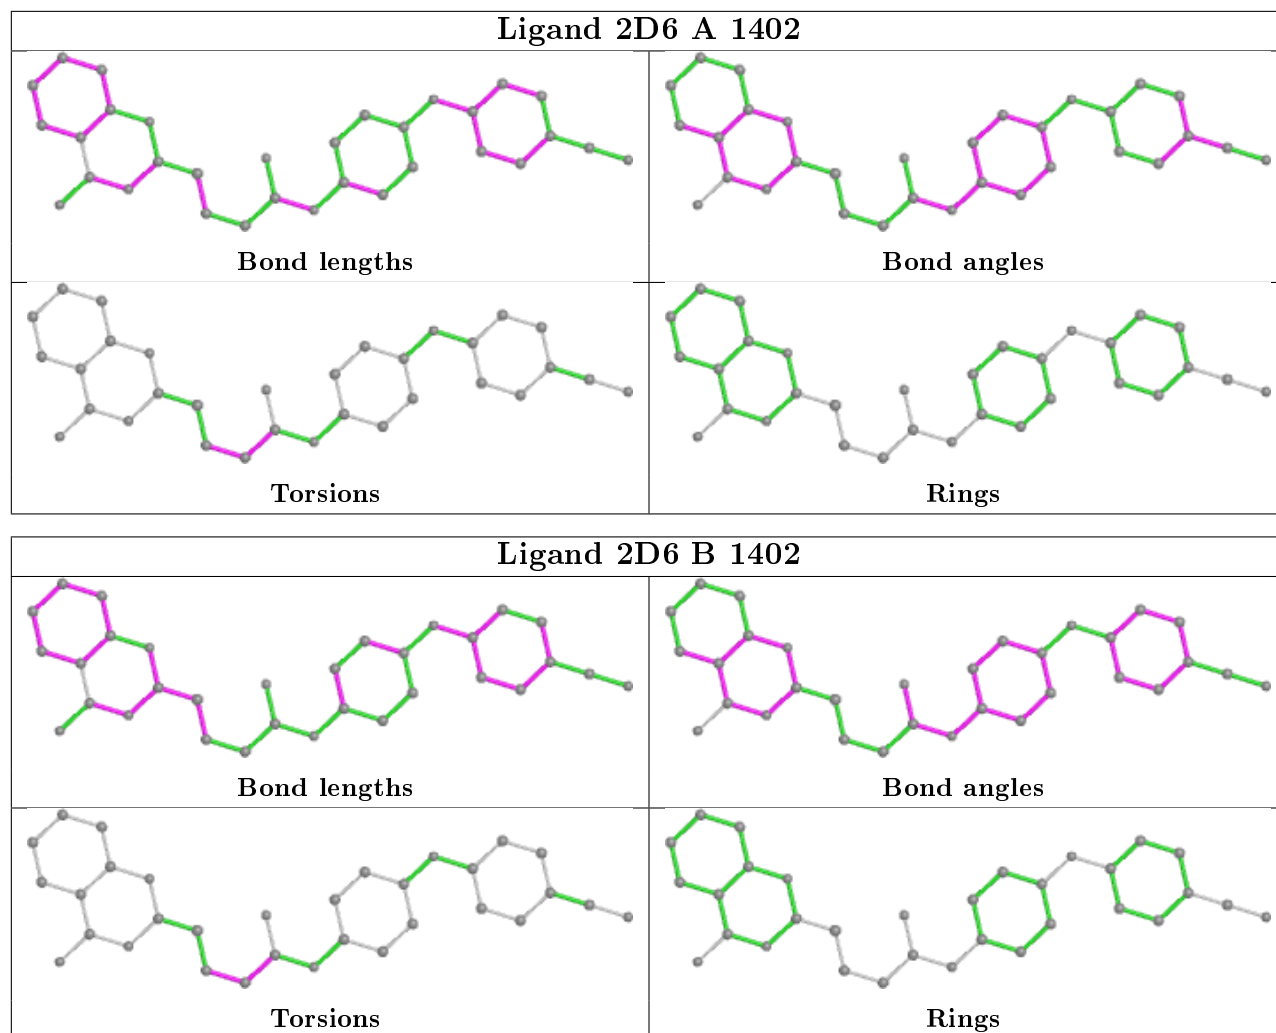 Ligand 2D6 A 1402
Bond lengths
Bond angles
Torsions
Rings
Ligand 2D6 B 1402
Bond lengths
Bond angles
Torsions
Rings